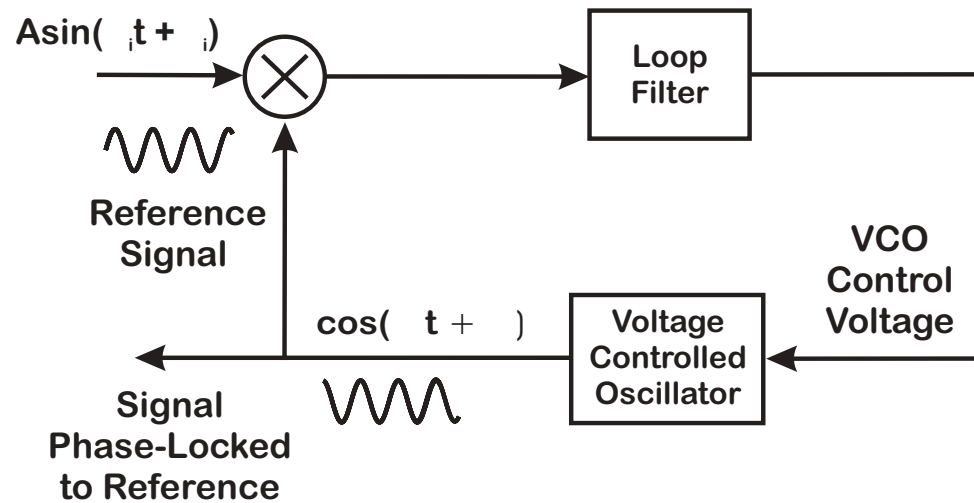 Asin( ᵢt + ᵢ)
Loop
Filter
Reference
Signal
VCO
Control
Voltage
cos( t + )
Voltage
Controlled
Oscillator
Signal
Phase-Locked
to Reference